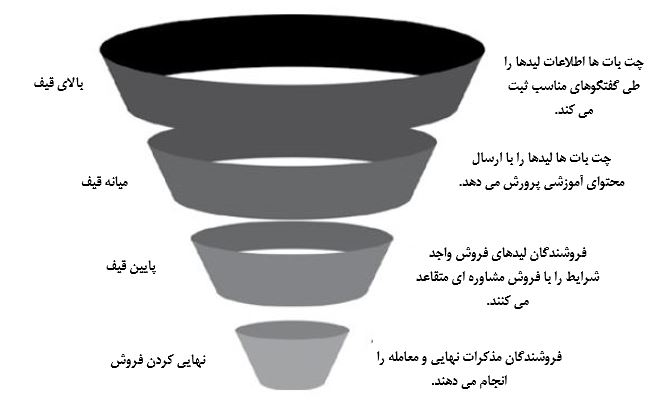 چت بات ها اطلاعات لیدها را
طی گفتگوهای مناسب ثبت
می کند.
بالای قیف
چت بات ها لیدها را با ارسال
محتوای آموزشی پرورش می دهد.
میانه قیف
فروشندگان لیدهای فروش واجد
شرایط را با فروش مشاوره ای متقاعد
می کنند.
پایین قیف
فروشندگان مذکرات نهایی و معامله را
انجام می دهند.
نهایی کردن فروش